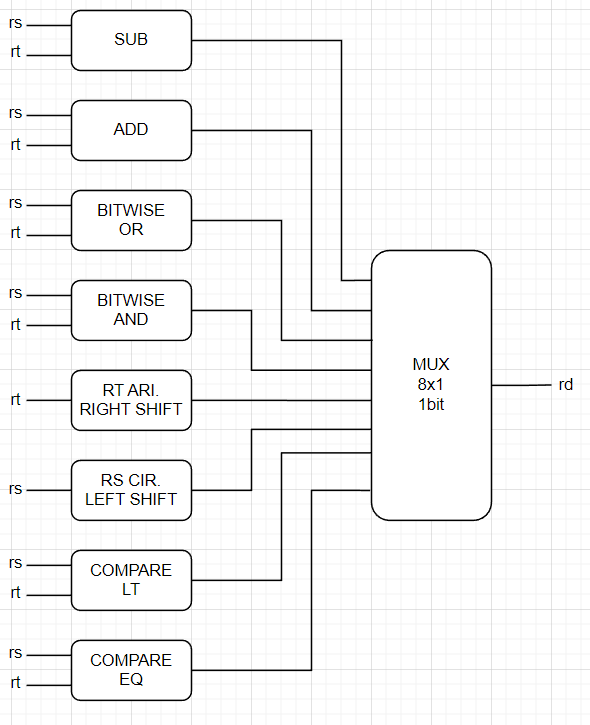 rs
rt
SUB
rs
rt
ADD
rs
rt
BITWISE
OR
rs
rt
BITWISE
AND
rt
RT ARI.
RIGHT SHIFT
rs
RS CIR.
LEFT SHIFT
rs
rt
COMPARE
LT
rs
rt
COMPARE
EQ
MUX
8x1
1bit
rd